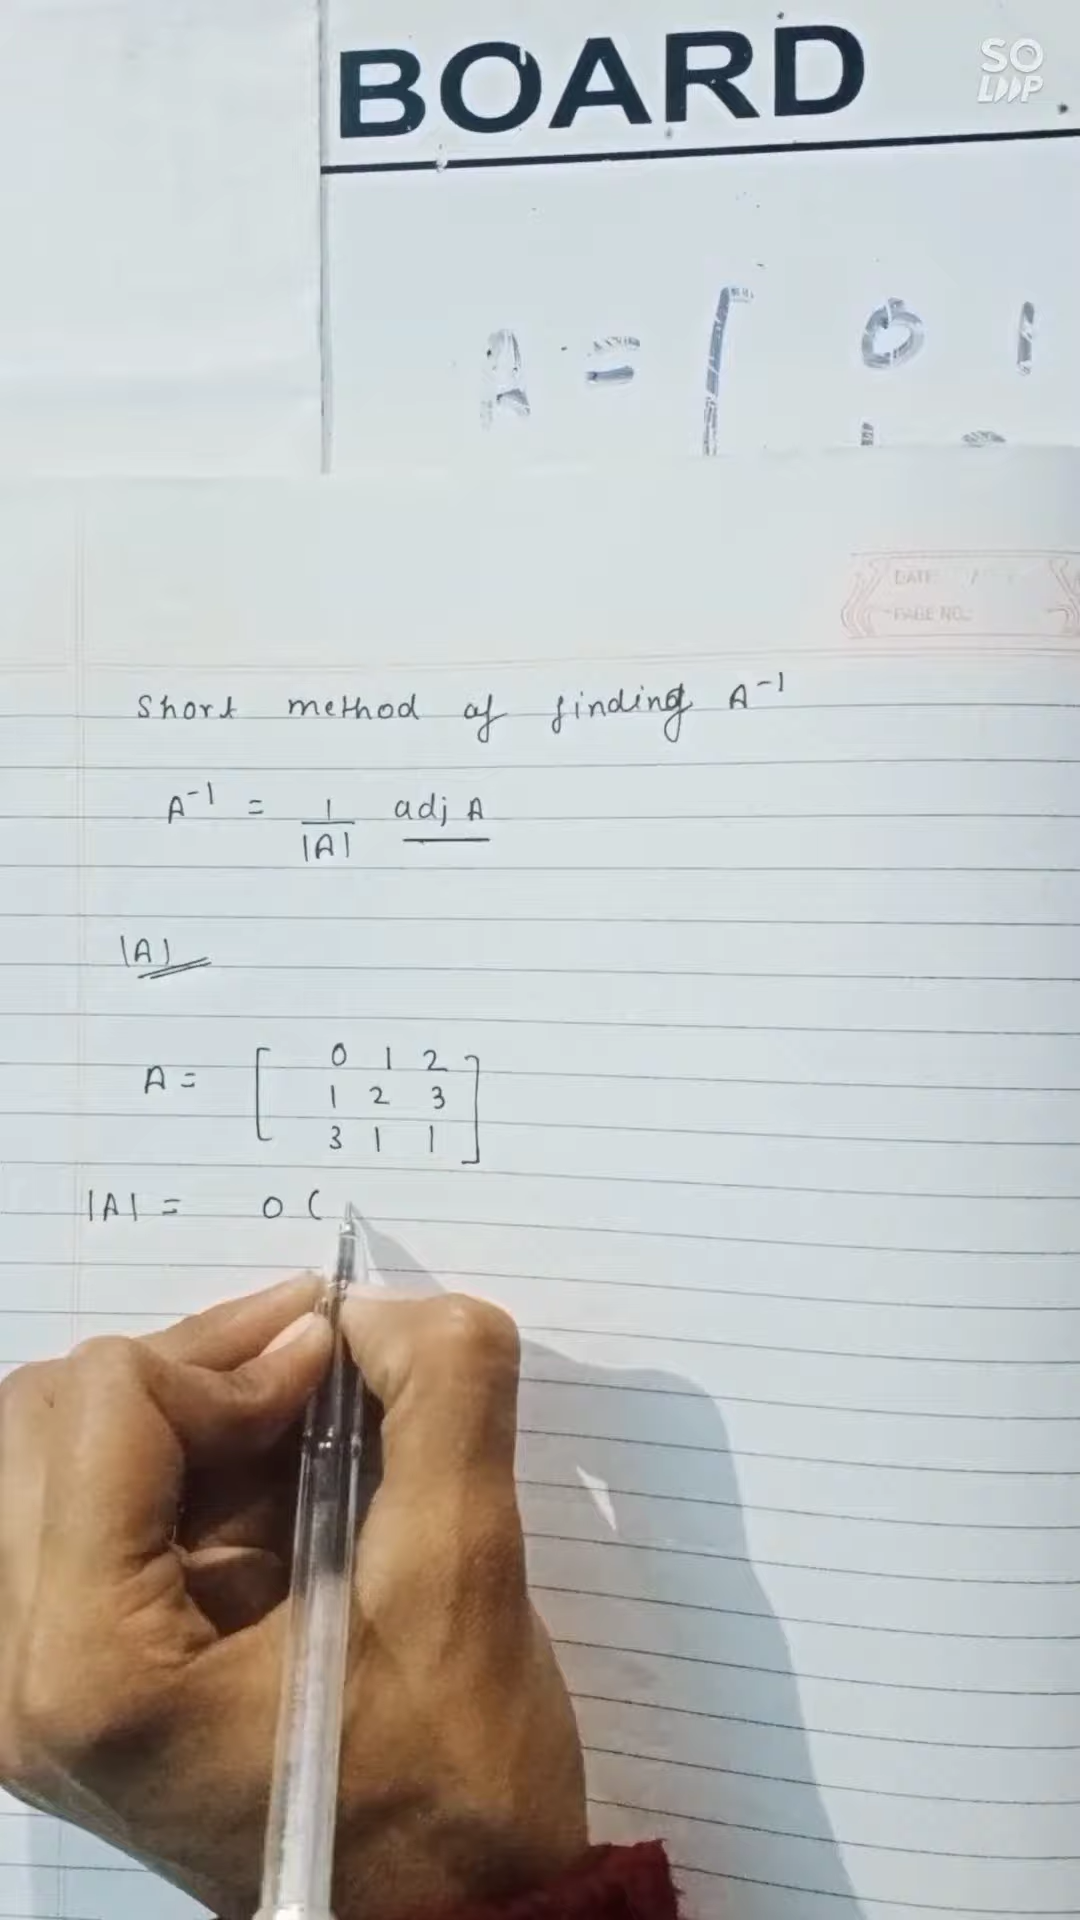 BOARD
SO
LOOP
A = [ 0 1
DATE: / /
PAGE NO.:
Short method of finding A⁻¹
A⁻¹ = 1/|A| adj A
|A|
A = [ 0 1 2
1 2 3
3 1 1 ]
|A| = 0 (